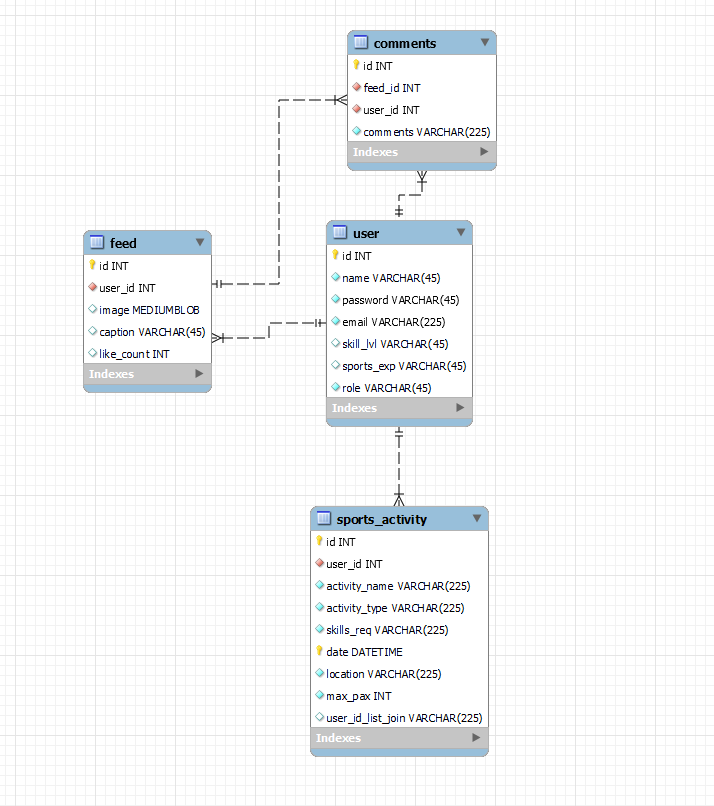 comments
id INT
feed_id INT
user_id INT
comments VARCHAR(225)
Indexes
feed
id INT
user_id INT
image MEDIUMBLOB
caption VARCHAR(45)
like_count INT
Indexes
user
id INT
name VARCHAR(45)
password VARCHAR(45)
email VARCHAR(225)
skill_lvl VARCHAR(45)
sports_exp VARCHAR(45)
role VARCHAR(45)
Indexes
sports_activity
id INT
user_id INT
activity_name VARCHAR(225)
activity_type VARCHAR(225)
skills_req VARCHAR(225)
date DATETIME
location VARCHAR(225)
max_pax INT
user_id_list_join VARCHAR(225)
Indexes